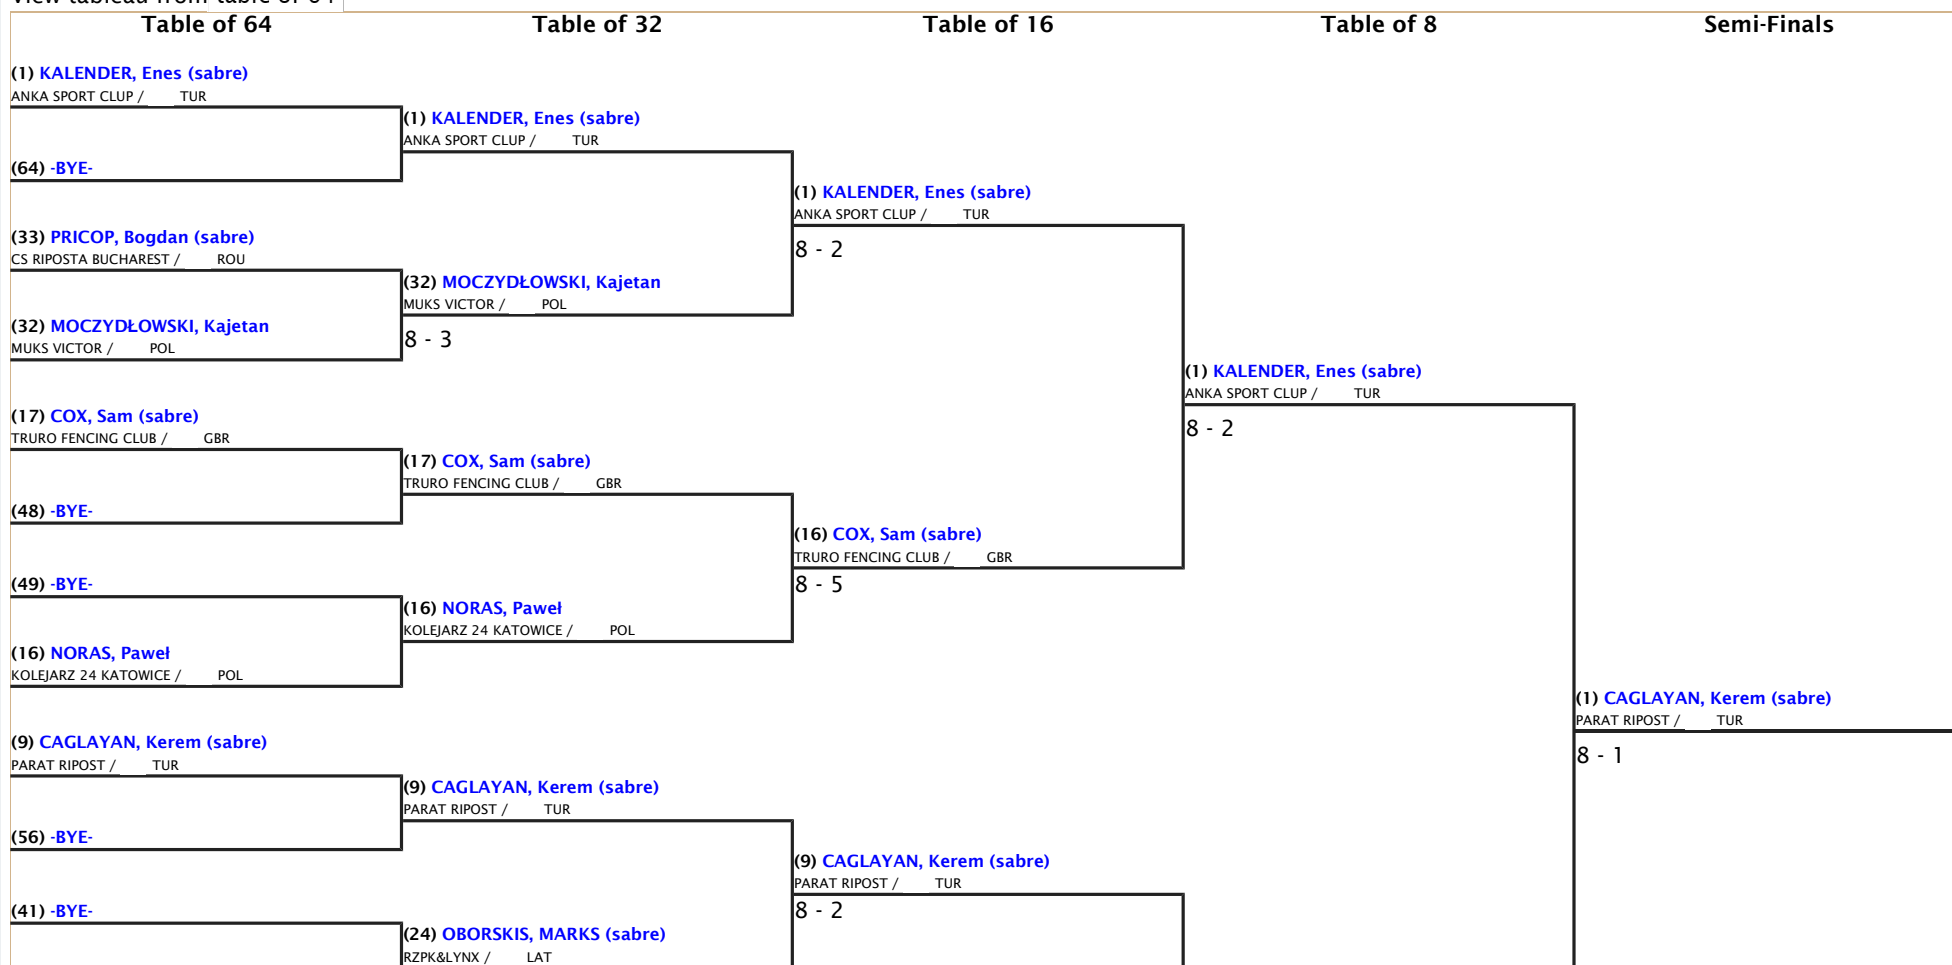 View tableau from table of 64
Table of 64
Table of 32
Table of 16
Table of 8
Semi-Finals
(1) KALENDER, Enes (sabre)
ANKA SPORT CLUP / TUR
(64) -BYE-
(33) PRICOP, Bogdan (sabre)
CS RIPOSTA BUCHAREST / ROU
(32) MOCZYDŁOWSKI, Kajetan
MUKS VICTOR / POL
(17) COX, Sam (sabre)
TRURO FENCING CLUB / GBR
(48) -BYE-
(49) -BYE-
(16) NORAS, Paweł
KOLEJARZ 24 KATOWICE / POL
(9) CAGLAYAN, Kerem (sabre)
PARAT RIPOST / TUR
(56) -BYE-
(41) -BYE-
(1) KALENDER, Enes (sabre)
ANKA SPORT CLUP / TUR
(32) MOCZYDŁOWSKI, Kajetan
MUKS VICTOR / POL
8 - 3
(17) COX, Sam (sabre)
TRURO FENCING CLUB / GBR
(16) NORAS, Paweł
KOLEJARZ 24 KATOWICE / POL
(9) CAGLAYAN, Kerem (sabre)
PARAT RIPOST / TUR
(24) OBORSKIS, MARKS (sabre)
RZPK&LYNX / LAT
(1) KALENDER, Enes (sabre)
ANKA SPORT CLUP / TUR
8 - 2
(16) COX, Sam (sabre)
TRURO FENCING CLUB / GBR
8 - 5
(9) CAGLAYAN, Kerem (sabre)
PARAT RIPOST / TUR
8 - 2
(1) KALENDER, Enes (sabre)
ANKA SPORT CLUP / TUR
8 - 2
(1) CAGLAYAN, Kerem (sabre)
PARAT RIPOST / TUR
8 - 1